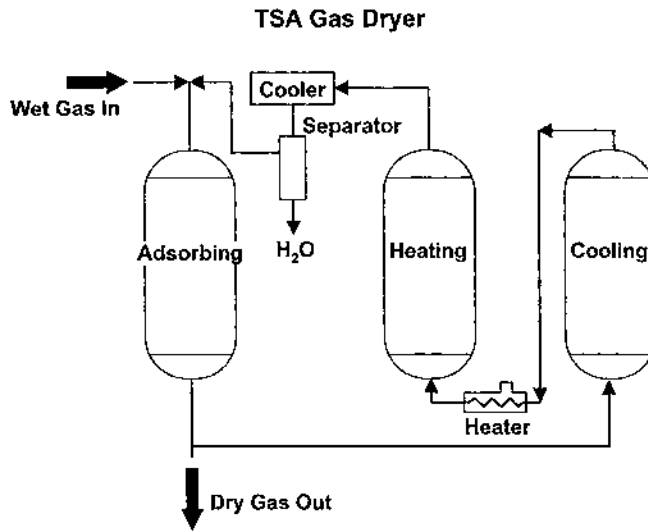 TSA Gas Dryer
Wet Gas In
Cooler
Separator
Adsorbing
H₂O
Heating
Cooling
Heater
Dry Gas Out